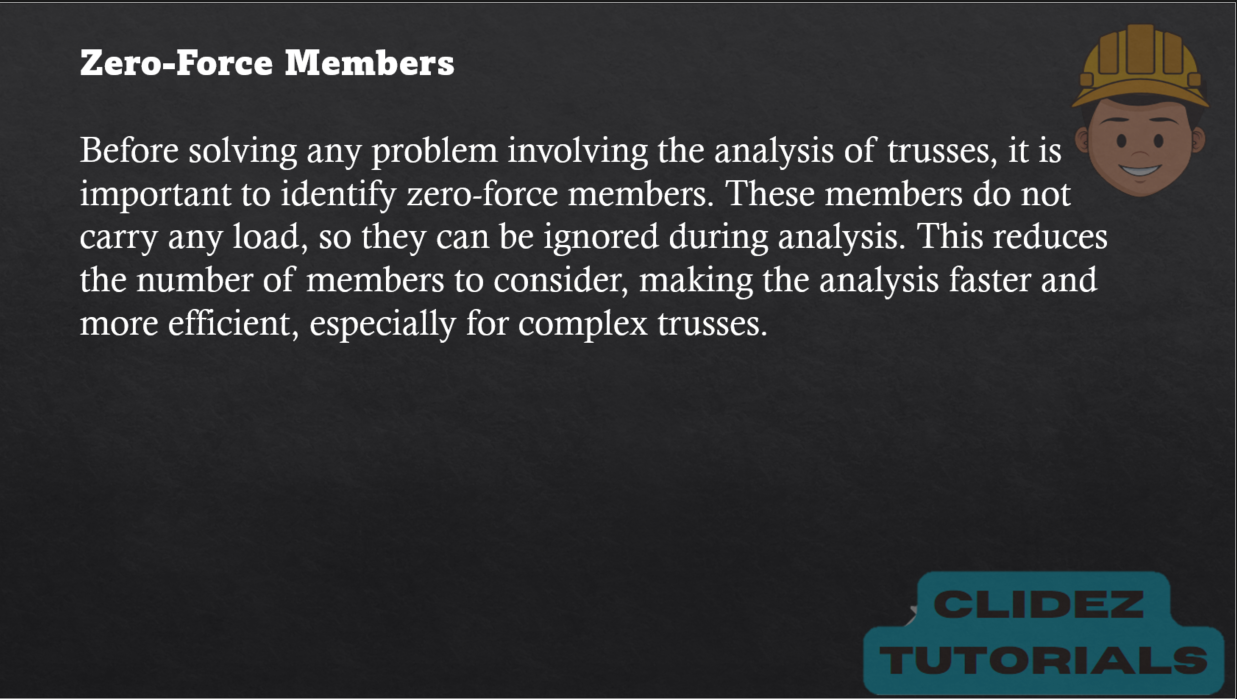 Zero-Force Members
Before solving any problem involving the analysis of trusses, it is
important to identify zero-force members. These members do not
carry any load, so they can be ignored during analysis. This reduces
the number of members to consider, making the analysis faster and
more efficient, especially for complex trusses.
CLIDEZ
TUTORIALS